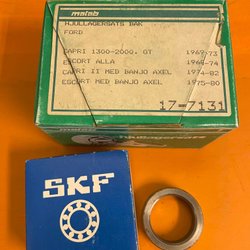 malab
HJULLAGERSATS BAK
FORD
CAPRI 1300-2000. GT 1969-73
ESCORT ALLA 1968-74
CAPRI II MED BANJO AXEL 1974-82
ESCORT MED BANJO AXEL 1975-80
17-7131
SKF